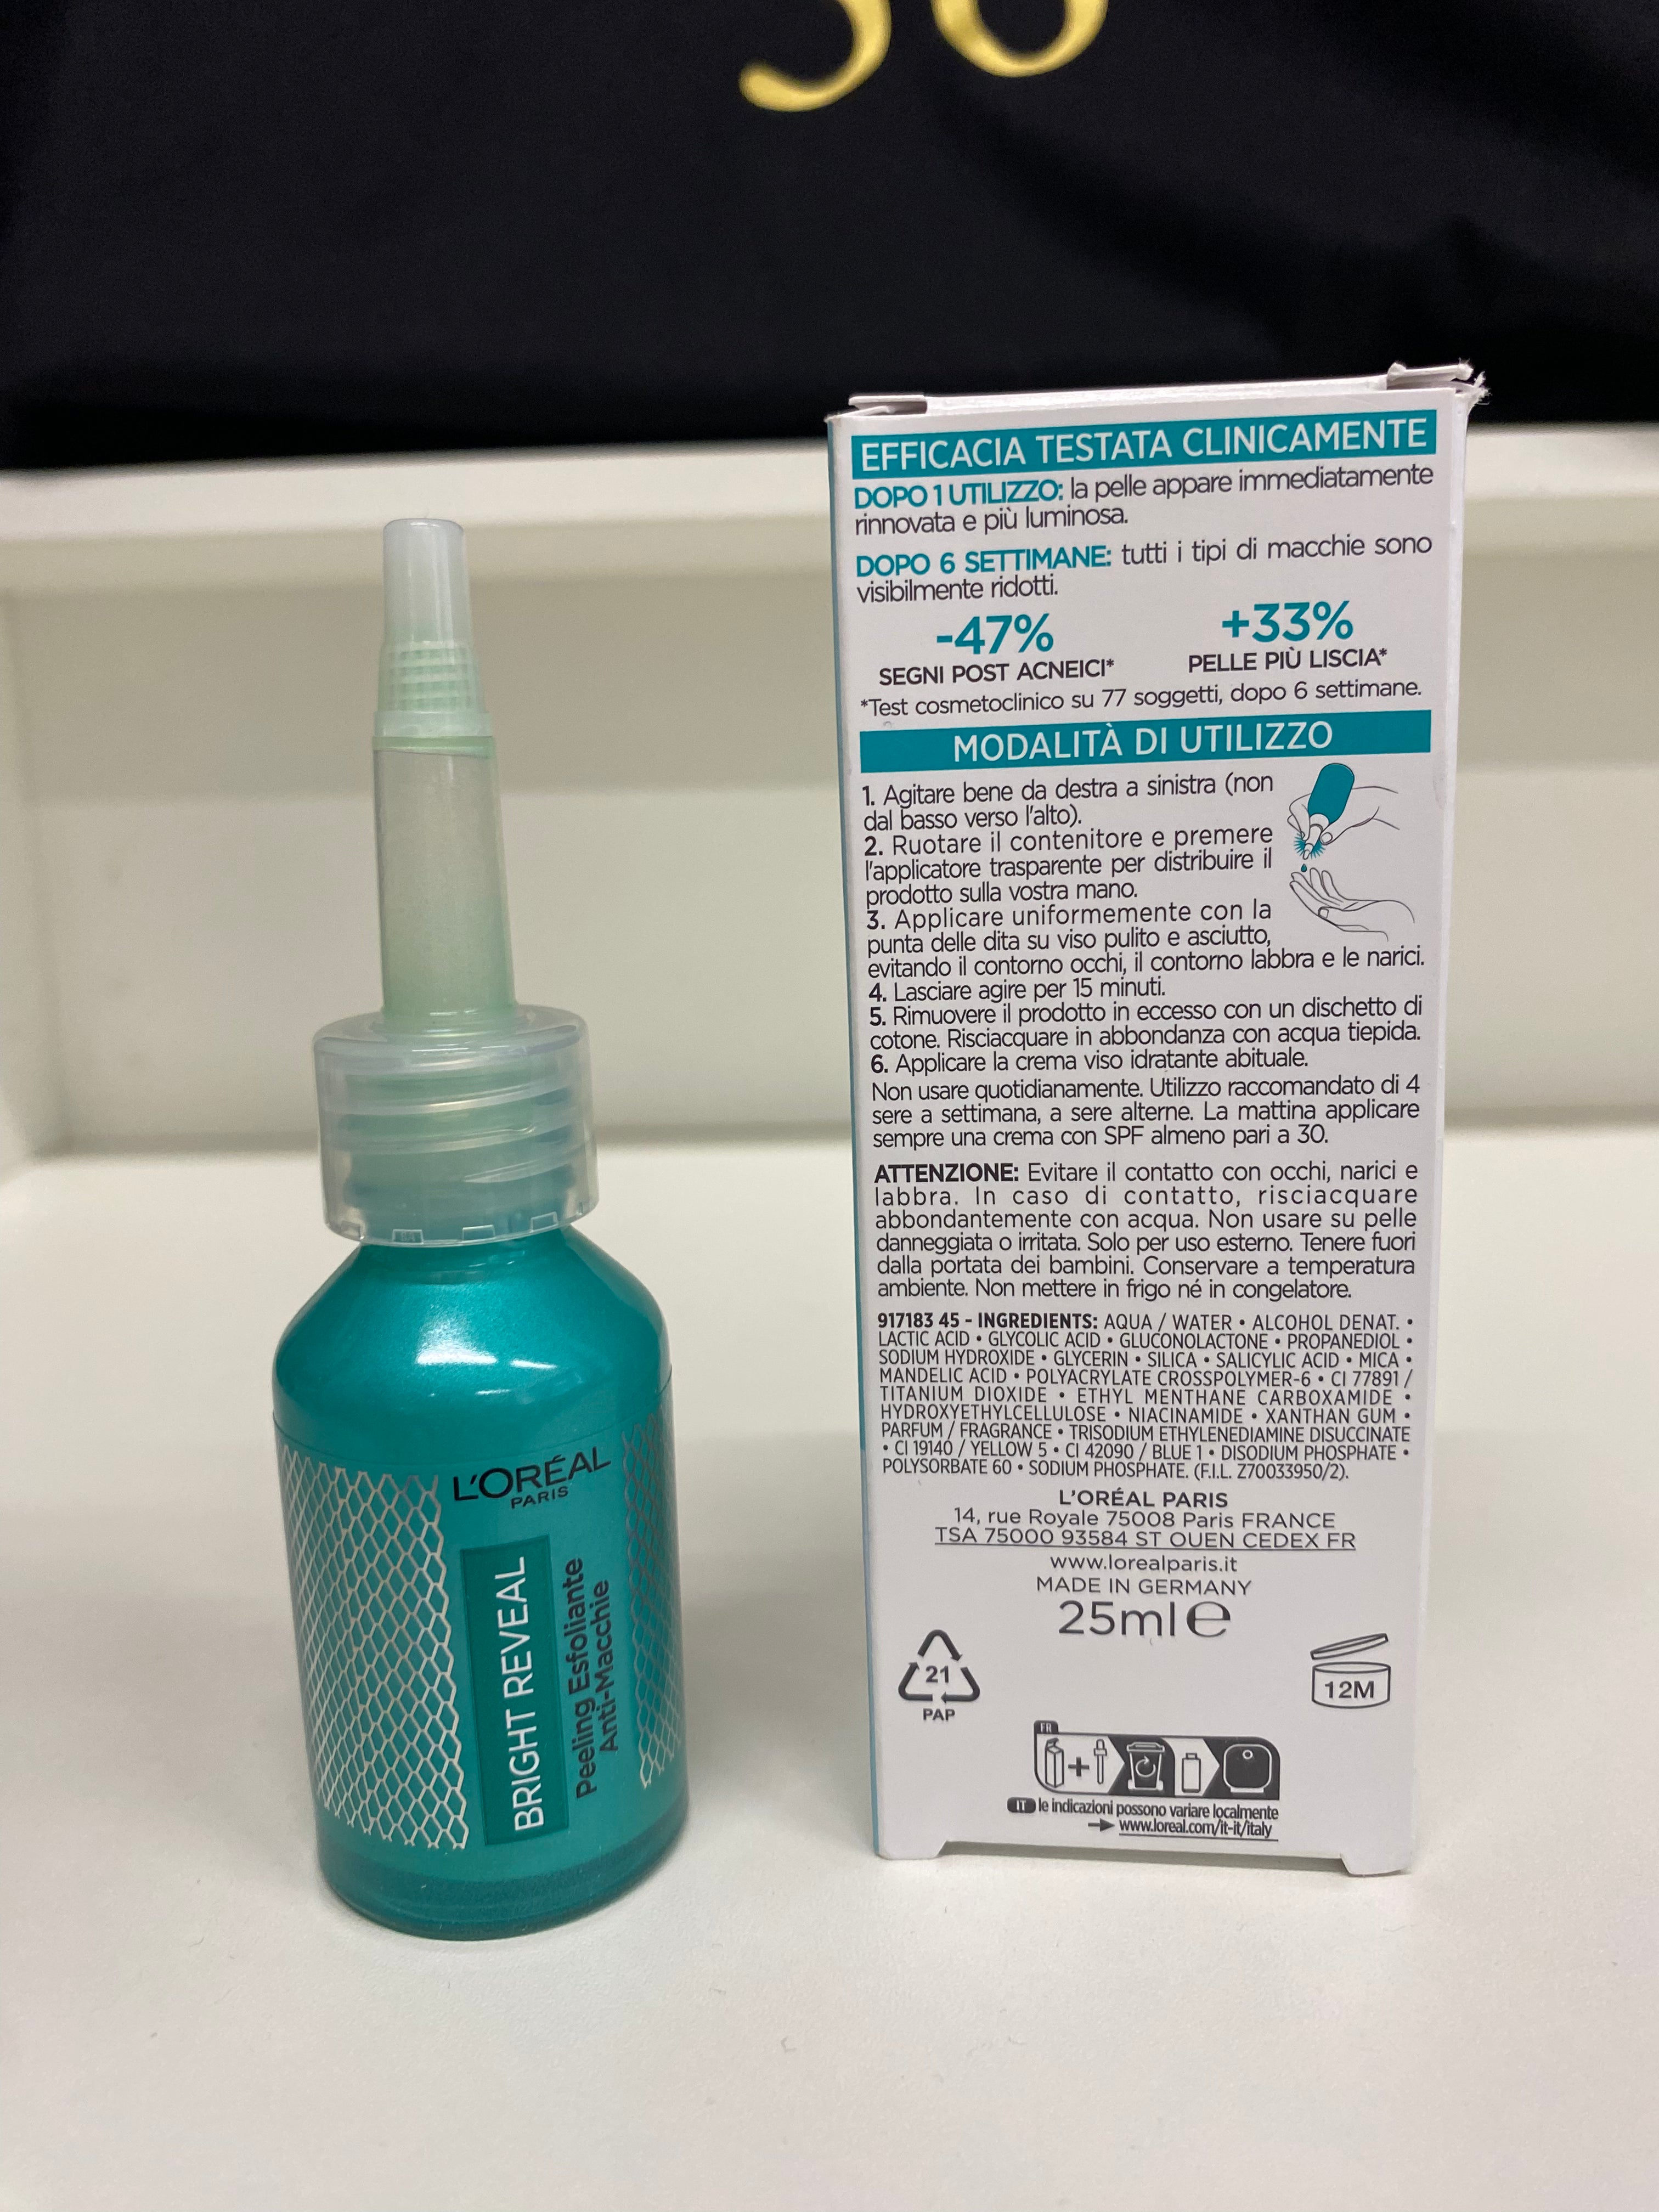 36
L'ORÉAL
PARIS
BRIGHT REVEAL
Peeling Esfoliante
Anti-Macchie
EFFICACIA TESTATA CLINICAMENTE
DOPO 1 UTILIZZO: la pelle appare immediatamente
rinnovata e più luminosa.
DOPO 6 SETTIMANE: tutti i tipi di macchie sono
visibilmente ridotti.
-47%
SEGNI POST ACNEICI*
+33%
PELLE PIÙ LISCIA*
*Test cosmetoclinico su 77 soggetti, dopo 6 settimane.
MODALITÀ DI UTILIZZO
1. Agitare bene da destra a sinistra (non
dal basso verso l'alto).
2. Ruotare il contenitore e premere
l'applicatore trasparente per distribuire il
prodotto sulla vostra mano.
3. Applicare uniformemente con la
punta delle dita su viso pulito e asciutto,
evitando il contorno occhi, il contorno labbra e le narici.
4. Lasciare agire per 15 minuti.
5. Rimuovere il prodotto in eccesso con un dischetto di
cotone. Risciacquare in abbondanza con acqua tiepida.
6. Applicare la crema viso idratante abituale.
Non usare quotidianamente. Utilizzo raccomandato di 4
sere a settimana, a sere alterne. La mattina applicare
sempre una crema con SPF almeno pari a 30.
ATTENZIONE: Evitare il contatto con occhi, narici e
labbra. In caso di contatto, risciacquare
abbondantemente con acqua. Non usare su pelle
danneggiata o irritata. Solo per uso esterno. Tenere fuori
dalla portata dei bambini. Conservare a temperatura
ambiente. Non mettere in frigo né in congelatore.
917183 45 - INGREDIENTS: AQUA / WATER • ALCOHOL DENAT. •
LACTIC ACID • GLYCOLIC ACID • GLUCONOLACTONE • PROPANEDIOL •
SODIUM HYDROXIDE • GLYCERIN • SILICA • SALICYLIC ACID • MICA •
MANDELIC ACID • POLYACRYLATE CROSSPOLYMER-6 • CI 77891 /
TITANIUM DIOXIDE • ETHYL MENTHANE CARBOXAMIDE •
HYDROXYETHYLCELLULOSE • NIACINAMIDE • XANTHAN GUM •
PARFUM / FRAGRANCE • TRISODIUM ETHYLENEDIAMINE DISUCCINATE
• CI 19140 / YELLOW 5 • CI 42090 / BLUE 1 • DISODIUM PHOSPHATE •
POLYSORBATE 60 • SODIUM PHOSPHATE. (F.I.L. Z70033950/2).
L'ORÉAL PARIS
14, rue Royale 75008 Paris FRANCE
TSA 75000 93584 ST OUEN CEDEX FR
www.lorealparis.it
MADE IN GERMANY
25ml e
21
PAP
12M
FR
IT le indicazioni possono variare localmente
www.loreal.com/it-it/italy